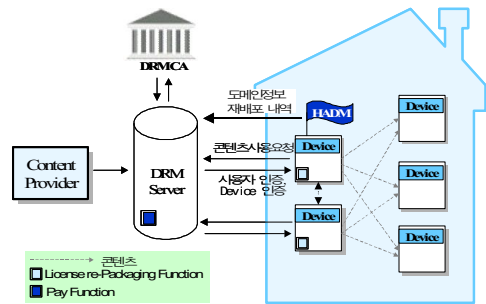 DRMCA
도메인정보
재배포 내역
HADM
Device
콘텐츠사용요청
Device
Content
Provider
DRM
Server
사용자 인증,
Device 인증
Device
Device
Device
콘텐츠
License re-Packaging Function
Pay Function